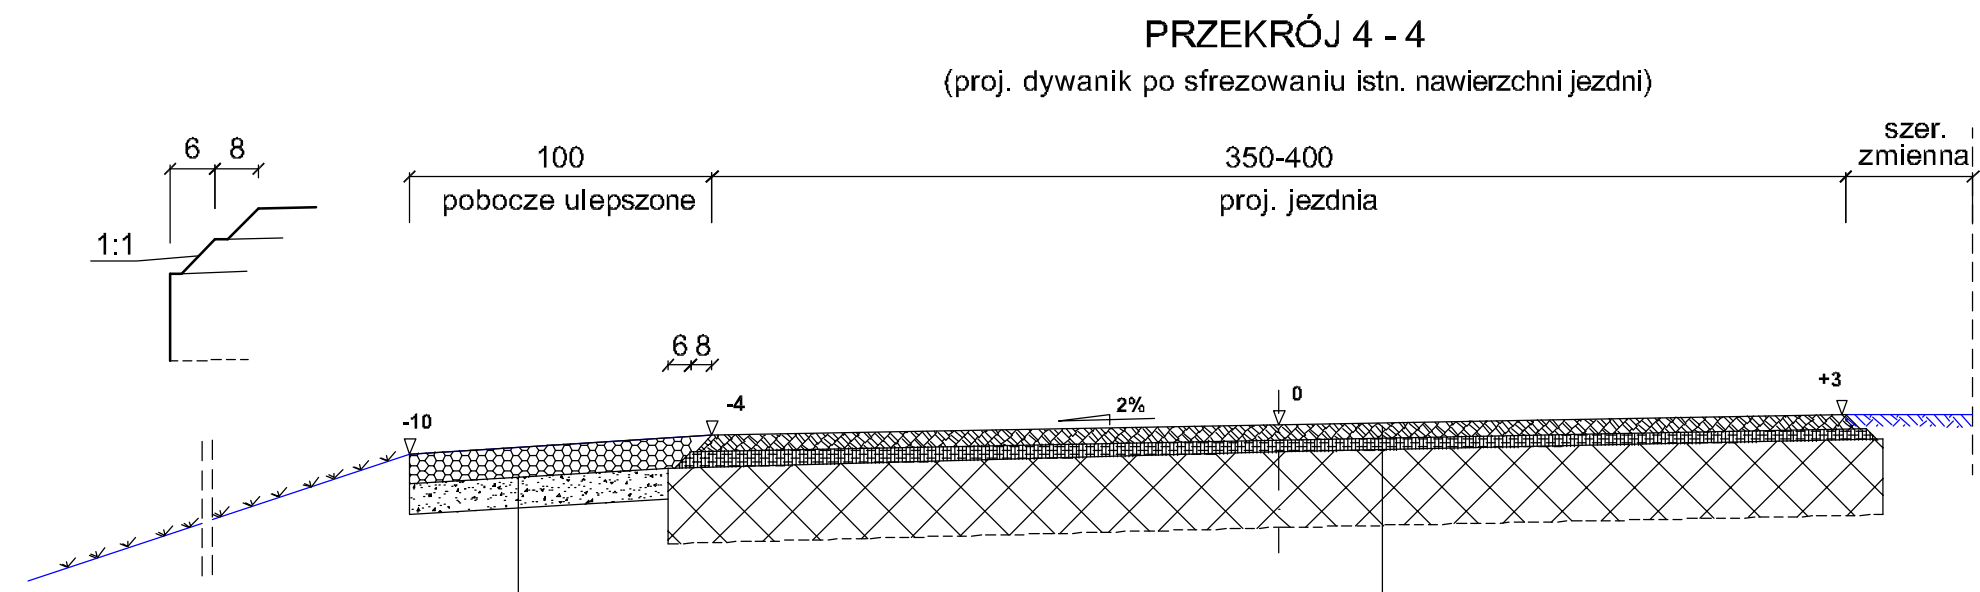 PRZEKRÓJ 4 - 4
(proj. dywanik po sfrezowaniu istn. nawierzchni jezdni)
szer.
zmienna
6 8
100
350-400
pobocze ulepszone
proj. jezdnia
1:1
6 8
-10
-4
2%
0
+3